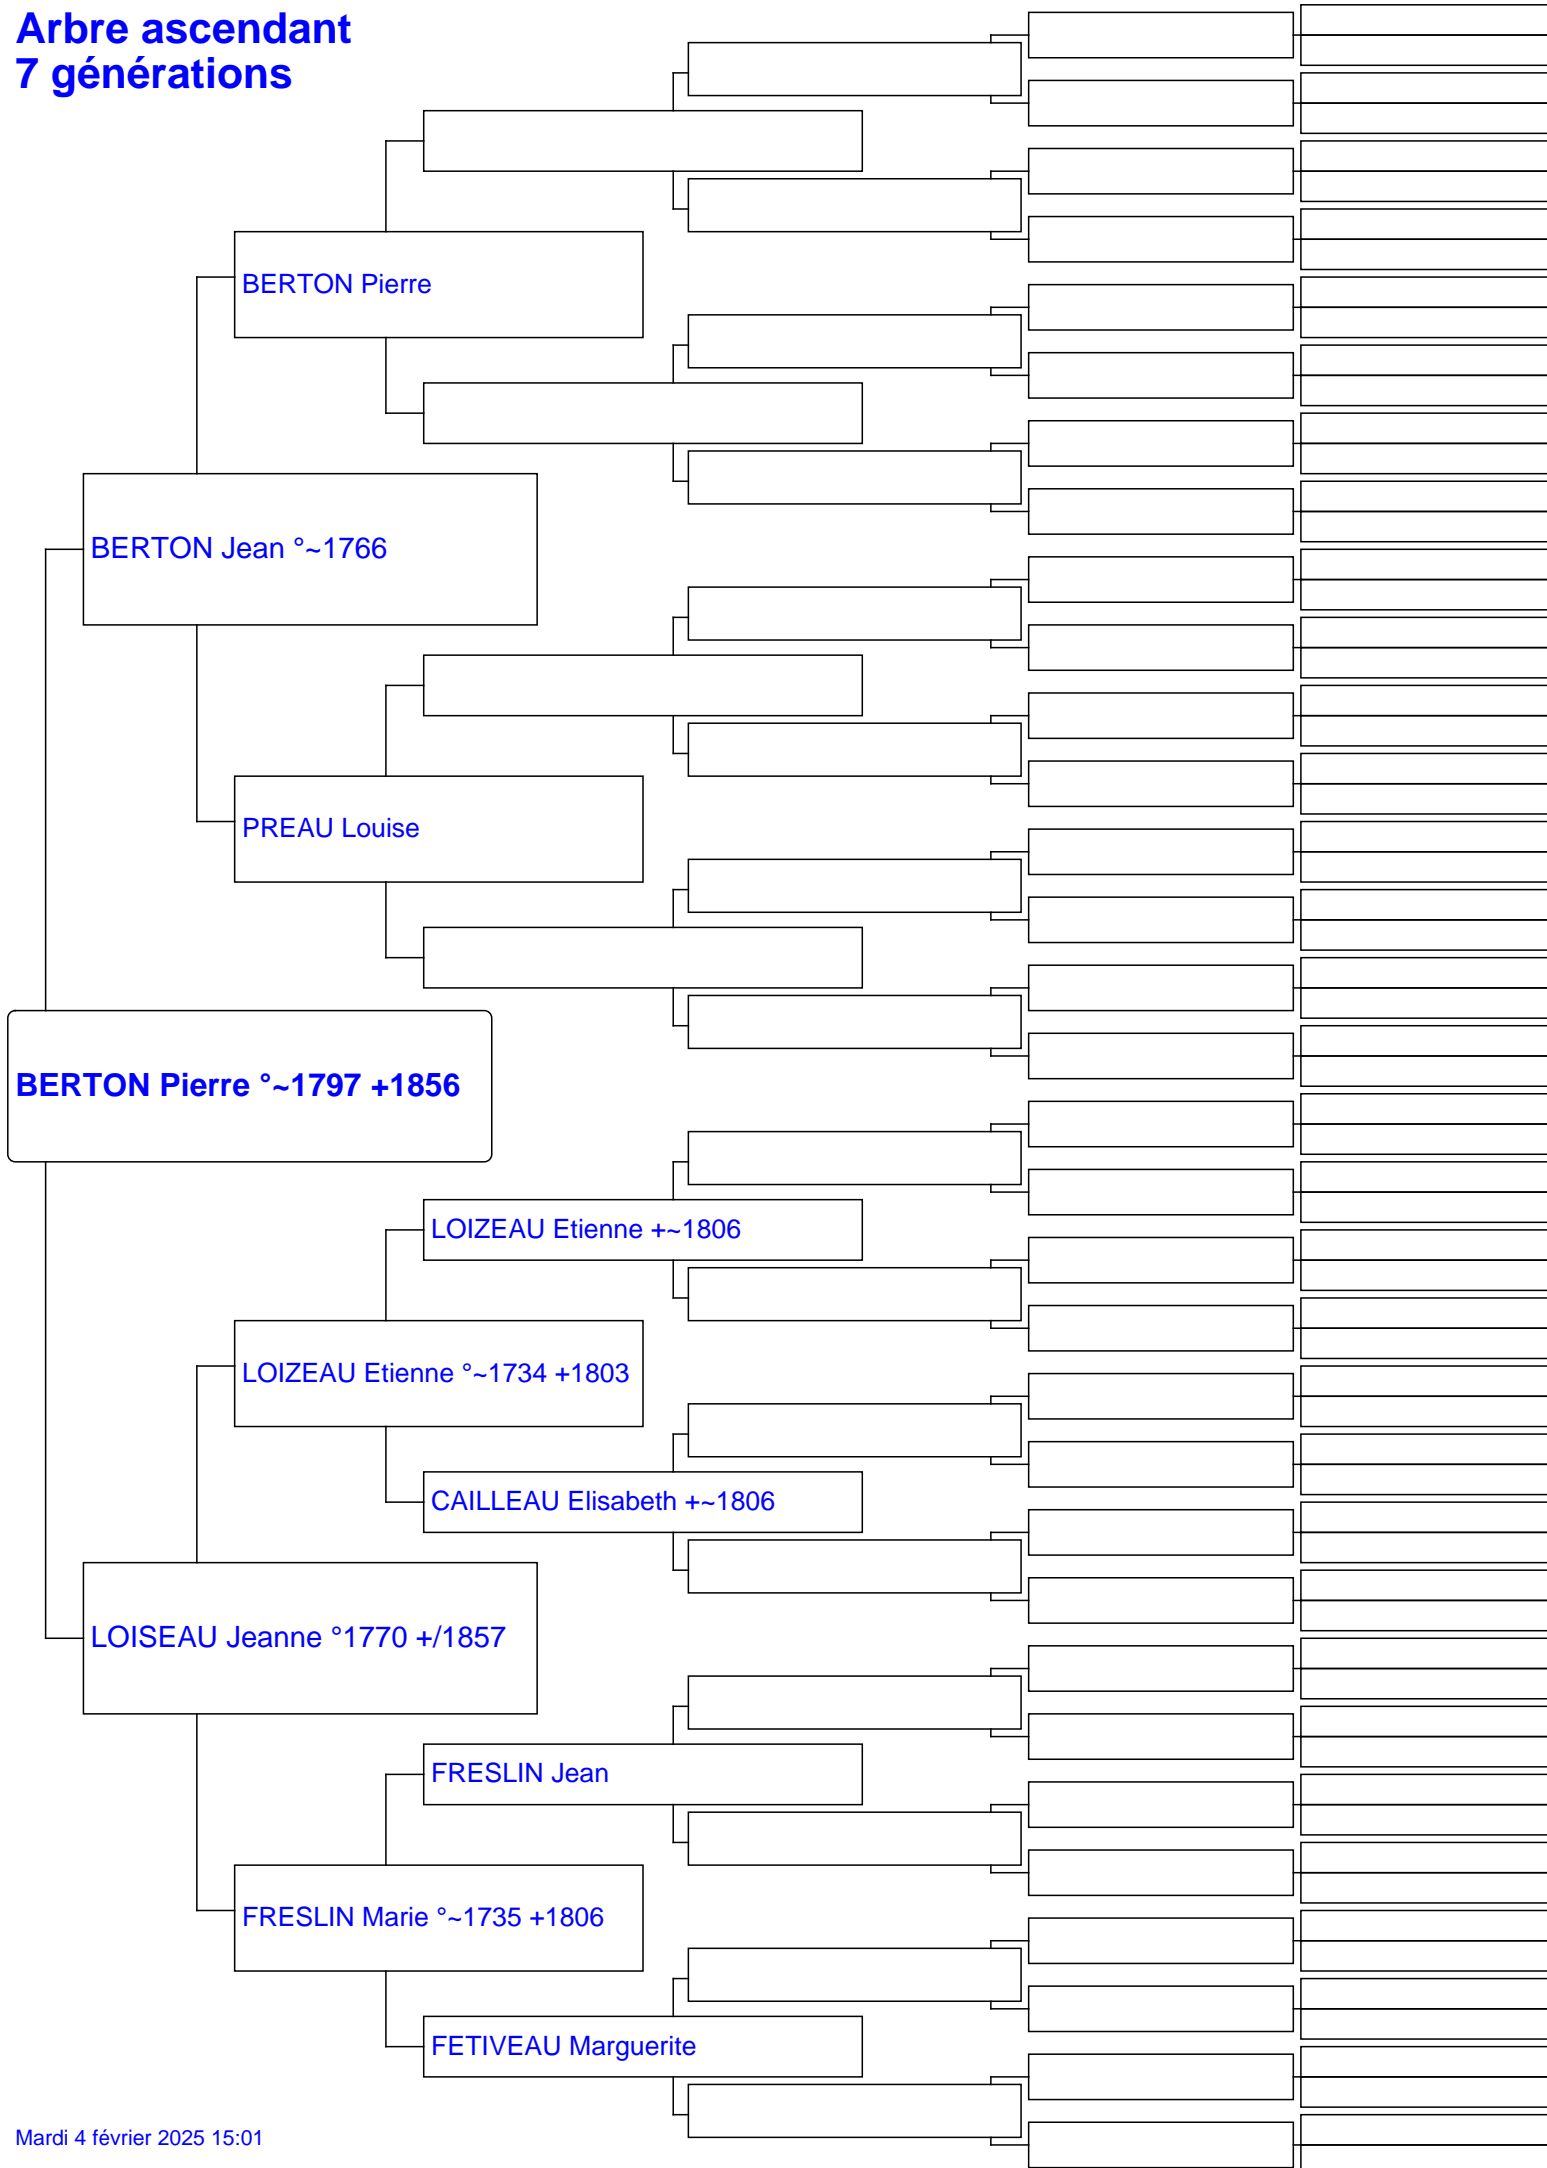 Arbre ascendant
7 générations
BERTON Pierre
BERTON Jean °~1766
PREAU Louise
BERTON Pierre °~1797 +1856
LOIZEAU Etienne +~1806
LOIZEAU Etienne °~1734 +1803
CAILLEAU Elisabeth +~1806
LOISEAU Jeanne °1770 +/1857
FRESLIN Jean
FRESLIN Marie °~1735 +1806
FETIVEAU Marguerite
Mardi 4 février 2025 15:01